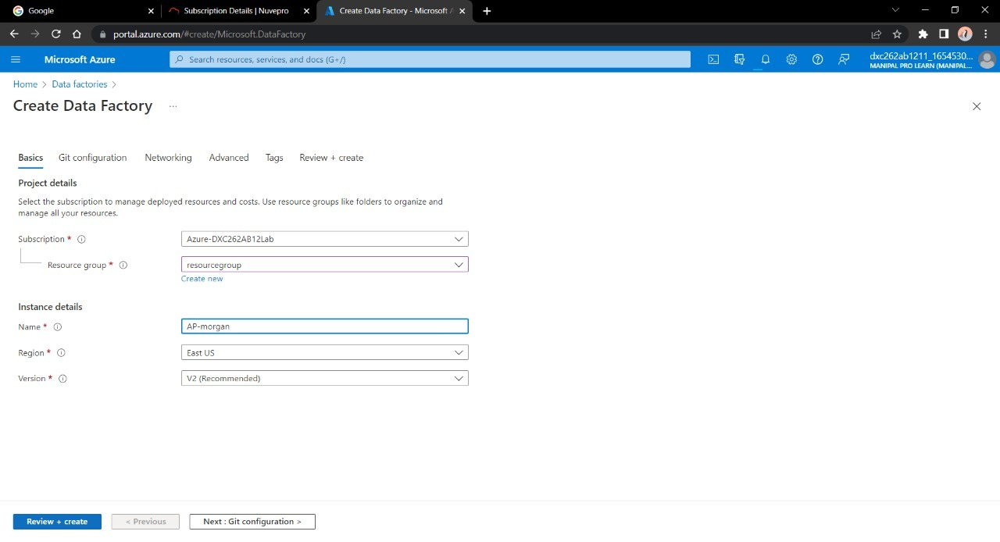 Google
Subscription Details | Nuvepro
Create Data Factory - Microsoft A
portal.azure.com/#create/Microsoft.DataFactory
Microsoft Azure
Search resources, services, and docs (G+/)
dxc262ab1211_1654530...
MANIPAL PRO LEARN (MANIPAL...
Home > Data factories >
Create Data Factory ...
Basics Git configuration Networking Advanced Tags Review + create
Project details
Select the subscription to manage deployed resources and costs. Use resource groups like folders to organize and
manage all your resources.
Subscription * Azure-DXC262AB12Lab
Resource group * resourcegroup
Create new
Instance details
Name * AP-morgan
Region * East US
Version * V2 (Recommended)
Review + create < Previous Next : Git configuration >